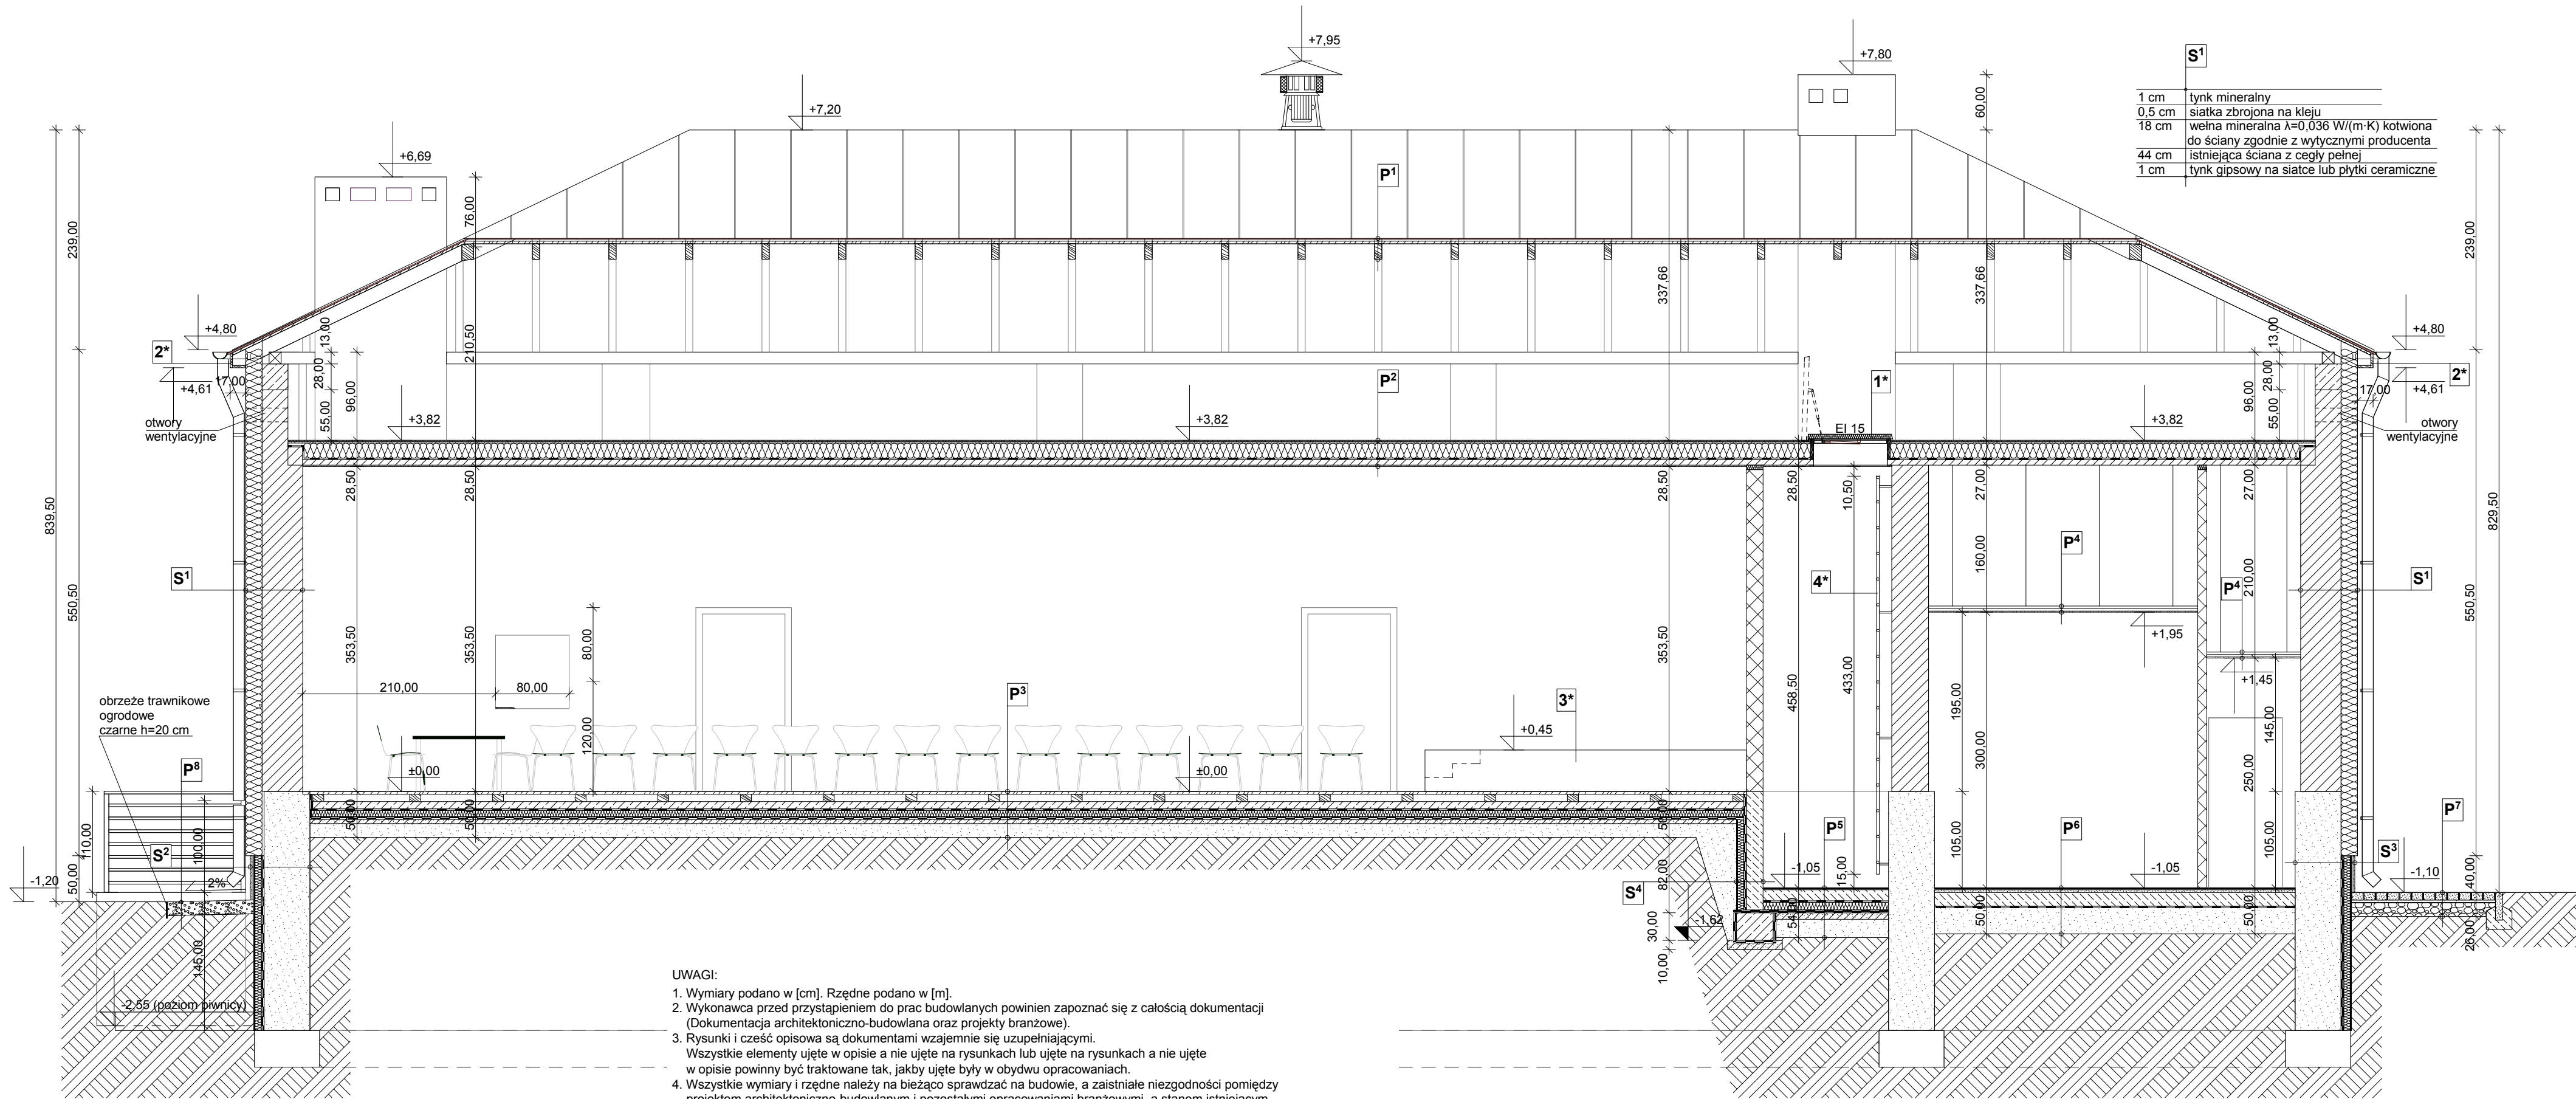 +7,95
+7,80
S¹
1 cm tynk mineralny
0,5 cm siatka zbrojona na kleju
18 cm wełna mineralna λ=0,036 W/(m·K) kotwiona
do ściany zgodnie z wytycznymi producenta
44 cm istniejąca ściana z cegły pełnej
1 cm tynk gipsowy na siatce lub płytki ceramiczne
60,00
+7,20
+6,69
P¹
76,00
239,00
239,00
337,66
337,66
210,50
+4,80
+4,80
13,00
13,00
2*
2*
28,00
28,00
+4,61
17,00
17,00
+4,61
55,00
96,00
96,00
55,00
P²
1*
otwory
wentylacyjne
+3,82
+3,82
+3,82
otwory
wentylacyjne
EI 15
28,50
28,50
28,50
28,50
10,50
27,00
27,00
839,50
829,50
550,50
550,50
S¹
S¹
P⁴
160,00
4*
P⁴
210,00
353,50
353,50
353,50
80,00
+1,95
+1,45
210,00
80,00
P³
3*
458,50
433,00
195,00
obrzeże trawnikowe
ogrodowe
czarne h=20 cm
120,00
+0,45
145,00
300,00
250,00
P⁸
±0,00
±0,00
110,00
100,00
50,00
50,00
50,00
P⁵
P⁶
P⁷
105,00
105,00
S²
S³
2%
-1,20
50,00
82,00
S⁴
-1,05
15,00
-1,05
-1,10
40,00
-1,62
30,00
54,00
50,00
50,00
26,00
10,00
145,00
-2,55 (poziom piwnicy)
UWAGI:
1. Wymiary podano w [cm]. Rzędne podano w [m].
2. Wykonawca przed przystąpieniem do prac budowlanych powinien zapoznać się z całością dokumentacji
(Dokumentacja architektoniczno-budowlana oraz projekty branżowe).
3. Rysunki i cześć opisowa są dokumentami wzajemnie się uzupełniającymi.
Wszystkie elementy ujęte w opisie a nie ujęte na rysunkach lub ujęte na rysunkach a nie ujęte
w opisie powinny być traktowane tak, jakby ujęte były w obydwu opracowaniach.
4. Wszystkie wymiary i rzędne należy na bieżąco sprawdzać na budowie, a zaistniałe niezgodności pomiędzy
projektem architektoniczno-budowlanym i pozostałymi opracowaniami branżowymi, a stanem istniejącym